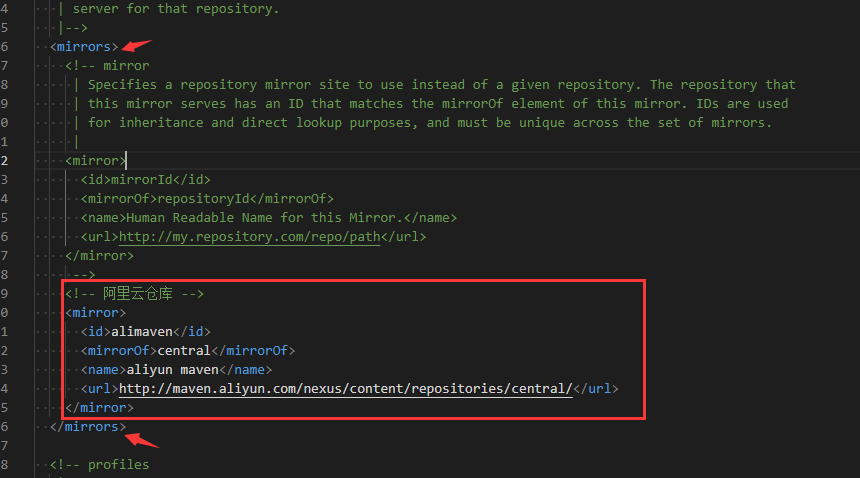 4 | server for that repository.
5 |-->
6 <mirrors>
7 <!-- mirror
8 | Specifies a repository mirror site to use instead of a given repository. The repository that
9 | this mirror serves has an ID that matches the mirrorOf element of this mirror. IDs are used
0 | for inheritance and direct lookup purposes, and must be unique across the set of mirrors.
1 |
2 <mirror>
3 <id>mirrorId</id>
4 <mirrorOf>repositoryId</mirrorOf>
5 <name>Human Readable Name for this Mirror.</name>
6 <url>http://my.repository.com/repo/path</url>
7 </mirror>
8 -->
9 <!-- 阿里云仓库 -->
0 <mirror>
1 <id>alimaven</id>
2 <mirrorOf>central</mirrorOf>
3 <name>aliyun maven</name>
4 <url>http://maven.aliyun.com/nexus/content/repositories/central/</url>
5 </mirror>
6 </mirrors>
7
8 <!-- profiles